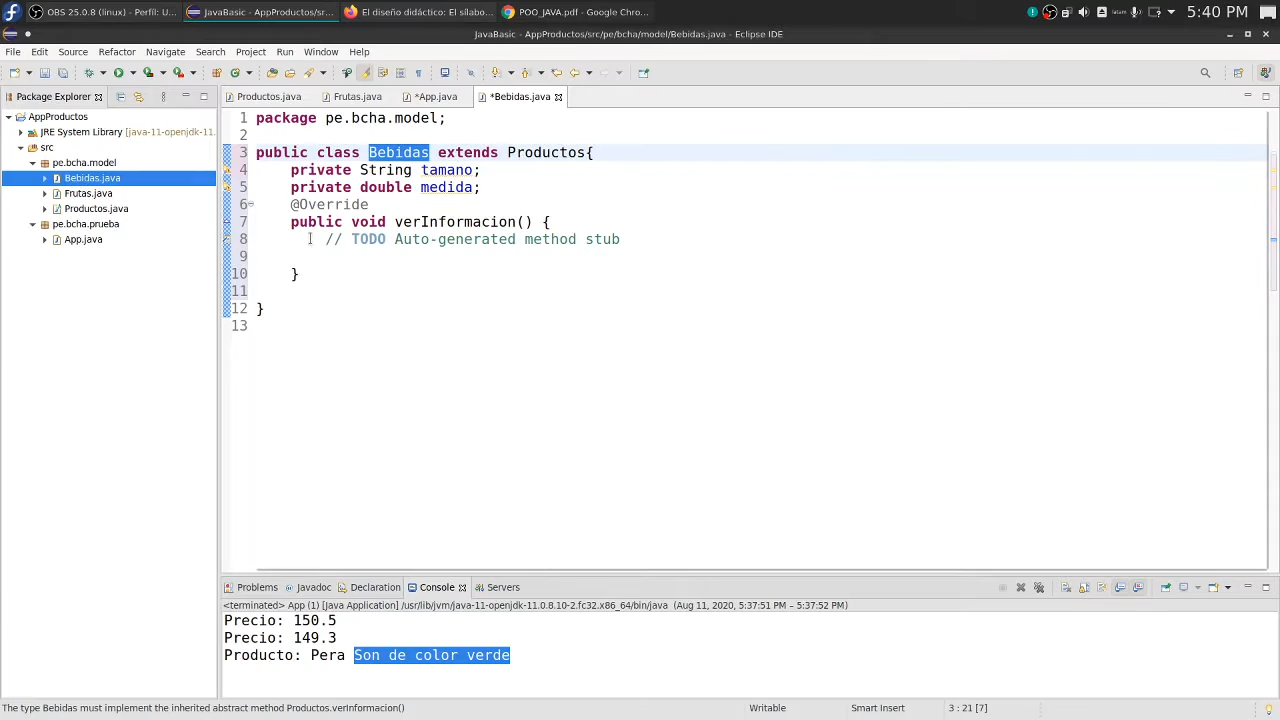 OBS 25.0.8 (linux) - Perfil: U...
JavaBasic - AppProductos/sr...
El diseño didáctico: El sílabo...
POO_JAVA.pdf - Google Chro...
latam
5:40 PM
JavaBasic - AppProductos/src/pe/bcha/model/Bebidas.java - Eclipse IDE
File Edit Source Refactor Navigate Search Project Run Window Help
Package Explorer
Productos.java
Frutas.java
*App.java
*Bebidas.java
AppProductos
JRE System Library [java-11-openjdk-11.
src
pe.bcha.model
Bebidas.java
Frutas.java
Productos.java
pe.bcha.prueba
App.java
1 package pe.bcha.model;
2
3 public class Bebidas extends Productos{
4 private String tamano;
5 private double medida;
6 @Override
7 public void verInformacion() {
8 // TODO Auto-generated method stub
9
10 }
11
12 }
13
Problems Javadoc Declaration Console Servers
<terminated> App (1) [Java Application] /usr/lib/jvm/java-11-openjdk-11.0.8.10-2.fc32.x86_64/bin/java (Aug 11, 2020, 5:37:51 PM – 5:37:52 PM)
Precio: 150.5
Precio: 149.3
Producto: Pera Son de color verde
The type Bebidas must implement the inherited abstract method Productos.verInformacion()
Writable
Smart Insert
3 : 21 [7]